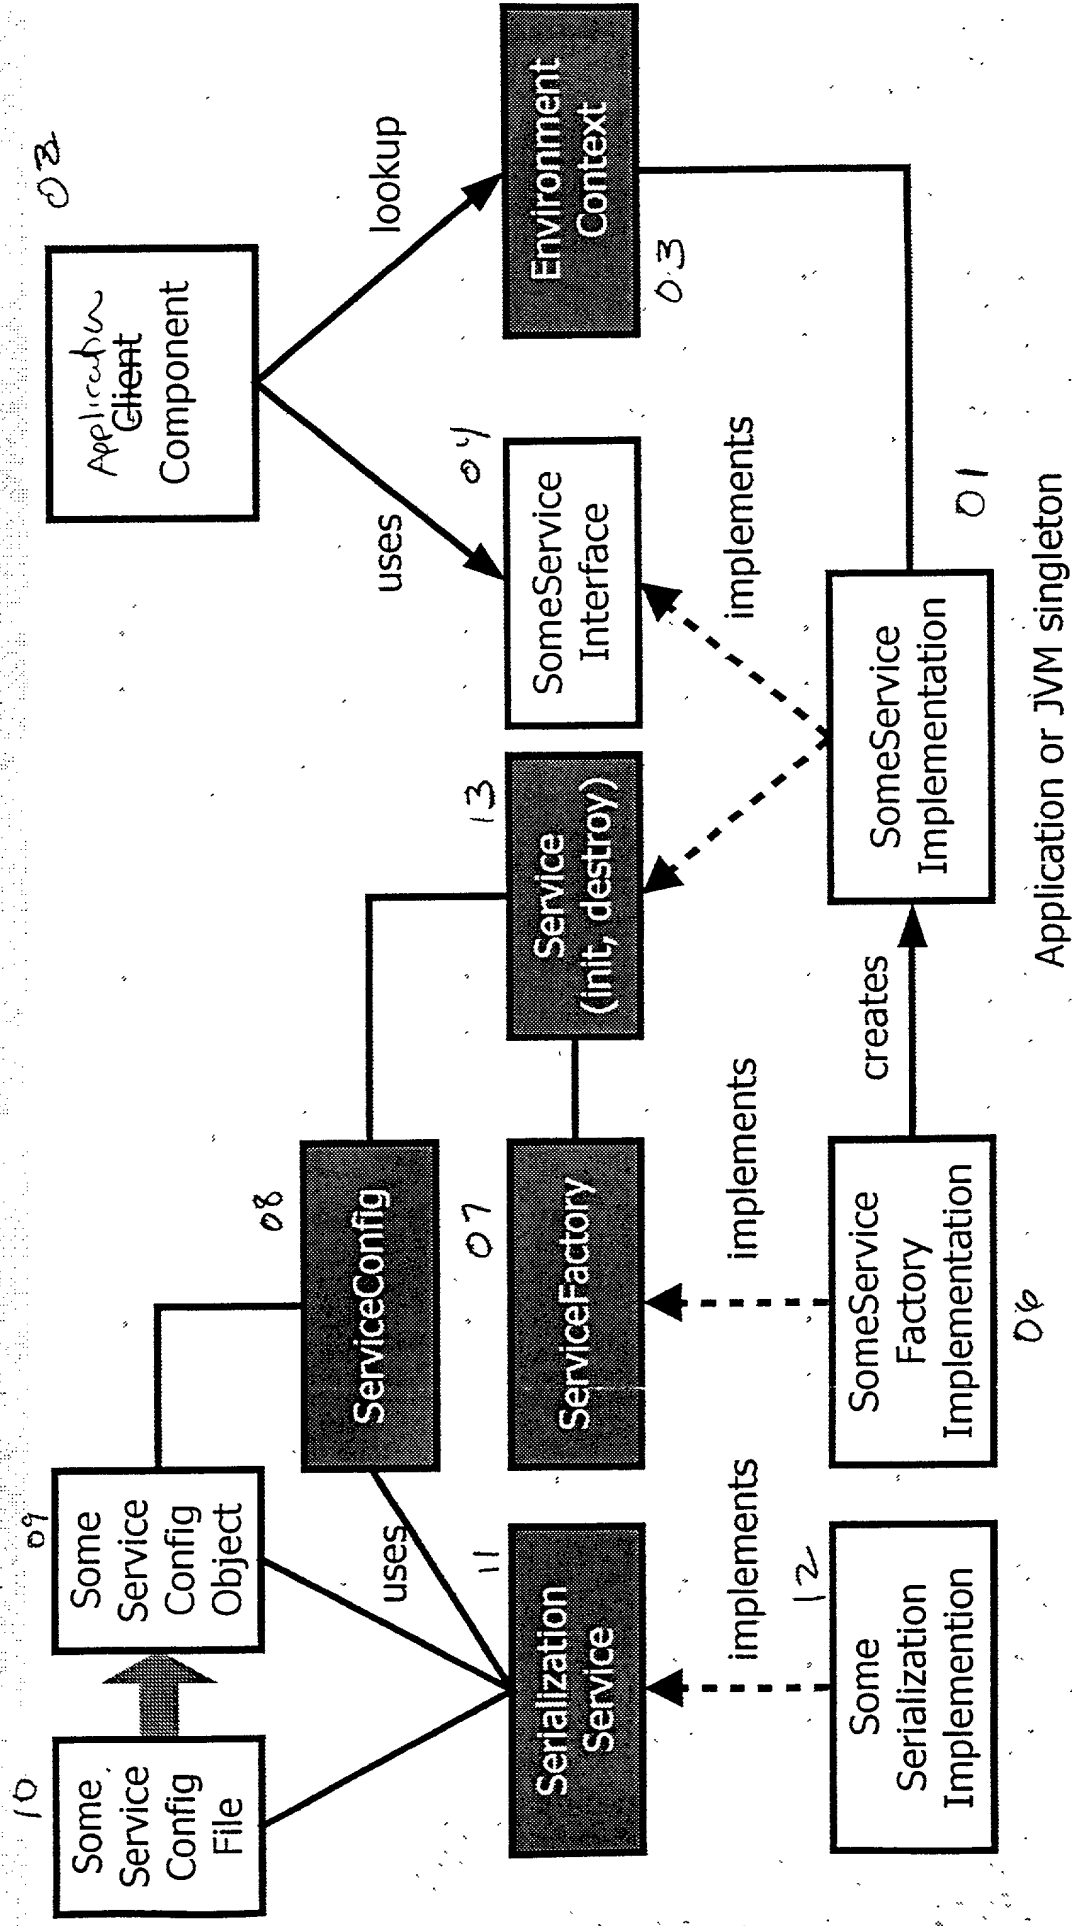 10
Some
Service
Config
File
09
Some
Service
Config
Object
08
ServiceConfig
03
Application
Client
Component
uses
uses
lookup
11
Serialization
Service
07
ServiceFactory
13
Service
(init, destroy)
04
SomeService
Interface
Environment
Context
03
implements
implements
implements
12
Some
Serialization
Implemention
SomeService
Factory
Implementation
06
creates
SomeService
Implementation
01
Application or JVM singleton